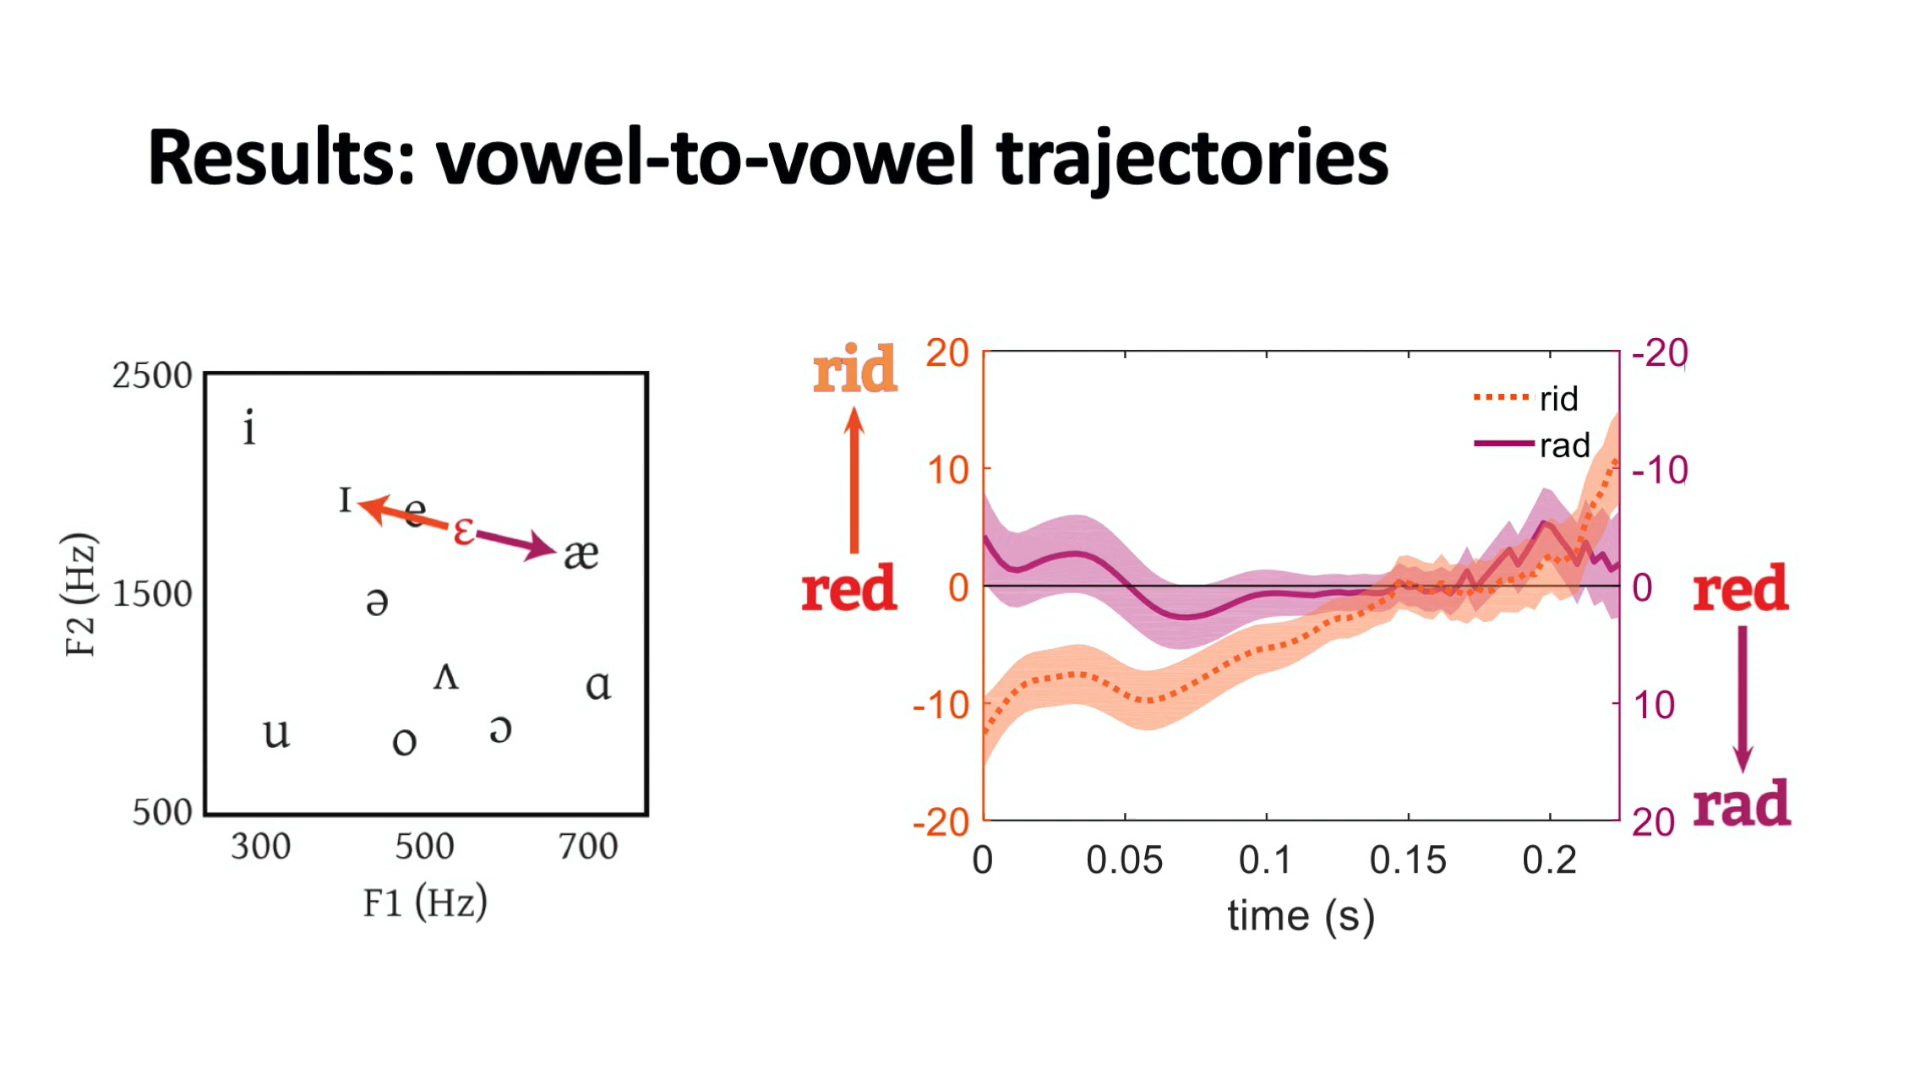 Results: vowel-to-vowel trajectories
2500
1500
500
F2 (Hz)
i
ɪ
e
ɛ
æ
ə
ʌ
ɑ
u
o
ɔ
300 500 700
F1 (Hz)
rid
red
20
10
0
-10
-20
rid
rad
-20
-10
0
10
20
0 0.05 0.1 0.15 0.2
time (s)
red
rad